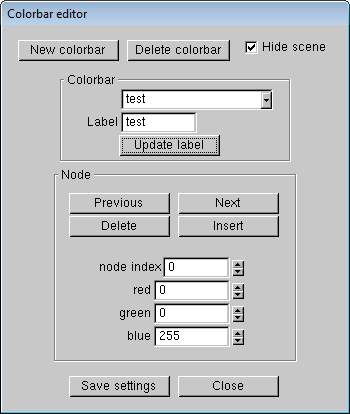 Colorbar editor
New colorbar Delete colorbar Hide scene
Colorbar
test
Label test
Update label
Node
Previous Next
Delete Insert
node index 0
red 0
green 0
blue 255
Save settings Close